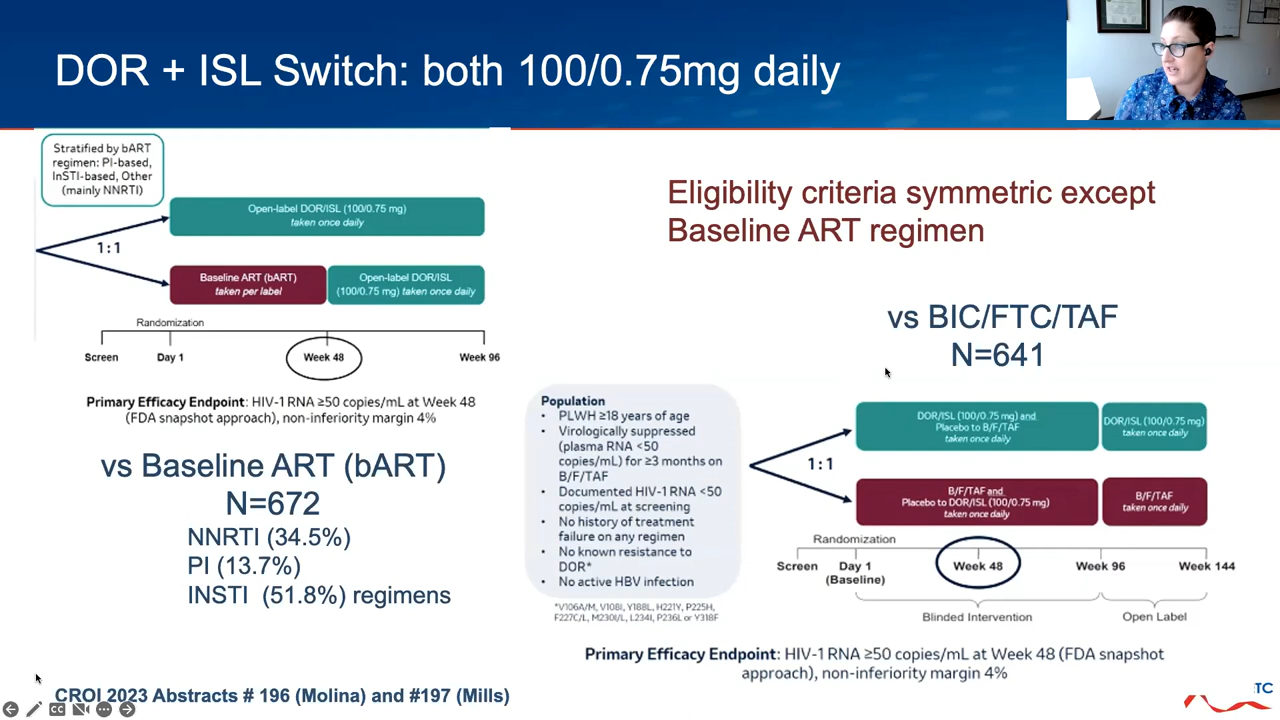 DOR + ISL Switch: both 100/0.75mg daily
Stratified by bART
regimen: PI-based,
InSTI-based, Other
(mainly NNRTI)
1:1
Open-label DOR/ISL (100/0.75 mg)
taken once daily
Baseline ART (bART)
taken per label
Open-label DOR/ISL
(100/0.75 mg) taken once daily
Randomization
Screen
Day 1
Week 48
Week 96
Primary Efficacy Endpoint: HIV-1 RNA ≥50 copies/mL at Week 48
(FDA snapshot approach), non-inferiority margin 4%
vs Baseline ART (bART)
N=672
NNRTI (34.5%)
PI (13.7%)
INSTI (51.8%) regimens
Eligibility criteria symmetric except
Baseline ART regimen
vs BIC/FTC/TAF
N=641
Population
• PLWH ≥18 years of age
• Virologically suppressed
(plasma RNA <50
copies/mL) for ≥3 months on
B/F/TAF
• Documented HIV-1 RNA <50
copies/mL at screening
• No history of treatment
failure on any regimen
• No known resistance to
DOR*
• No active HBV infection
*V106A/M, V108I, Y188L, H221Y, P225H,
F227C/L, M230I/L, L234I, P236L or Y318F
1:1
DOR/ISL (100/0.75 mg) and
Placebo to B/F/TAF
taken once daily
DOR/ISL (100/0.75 mg)
taken once daily
B/F/TAF and
Placebo to DOR/ISL (100/0.75 mg)
taken once daily
B/F/TAF
taken once daily
Randomization
Screen
Day 1
(Baseline)
Week 48
Week 96
Week 144
Blinded Intervention
Open Label
Primary Efficacy Endpoint: HIV-1 RNA ≥50 copies/mL at Week 48 (FDA snapshot
approach), non-inferiority margin 4%
CROI 2023 Abstracts # 196 (Molina) and #197 (Mills)
TC